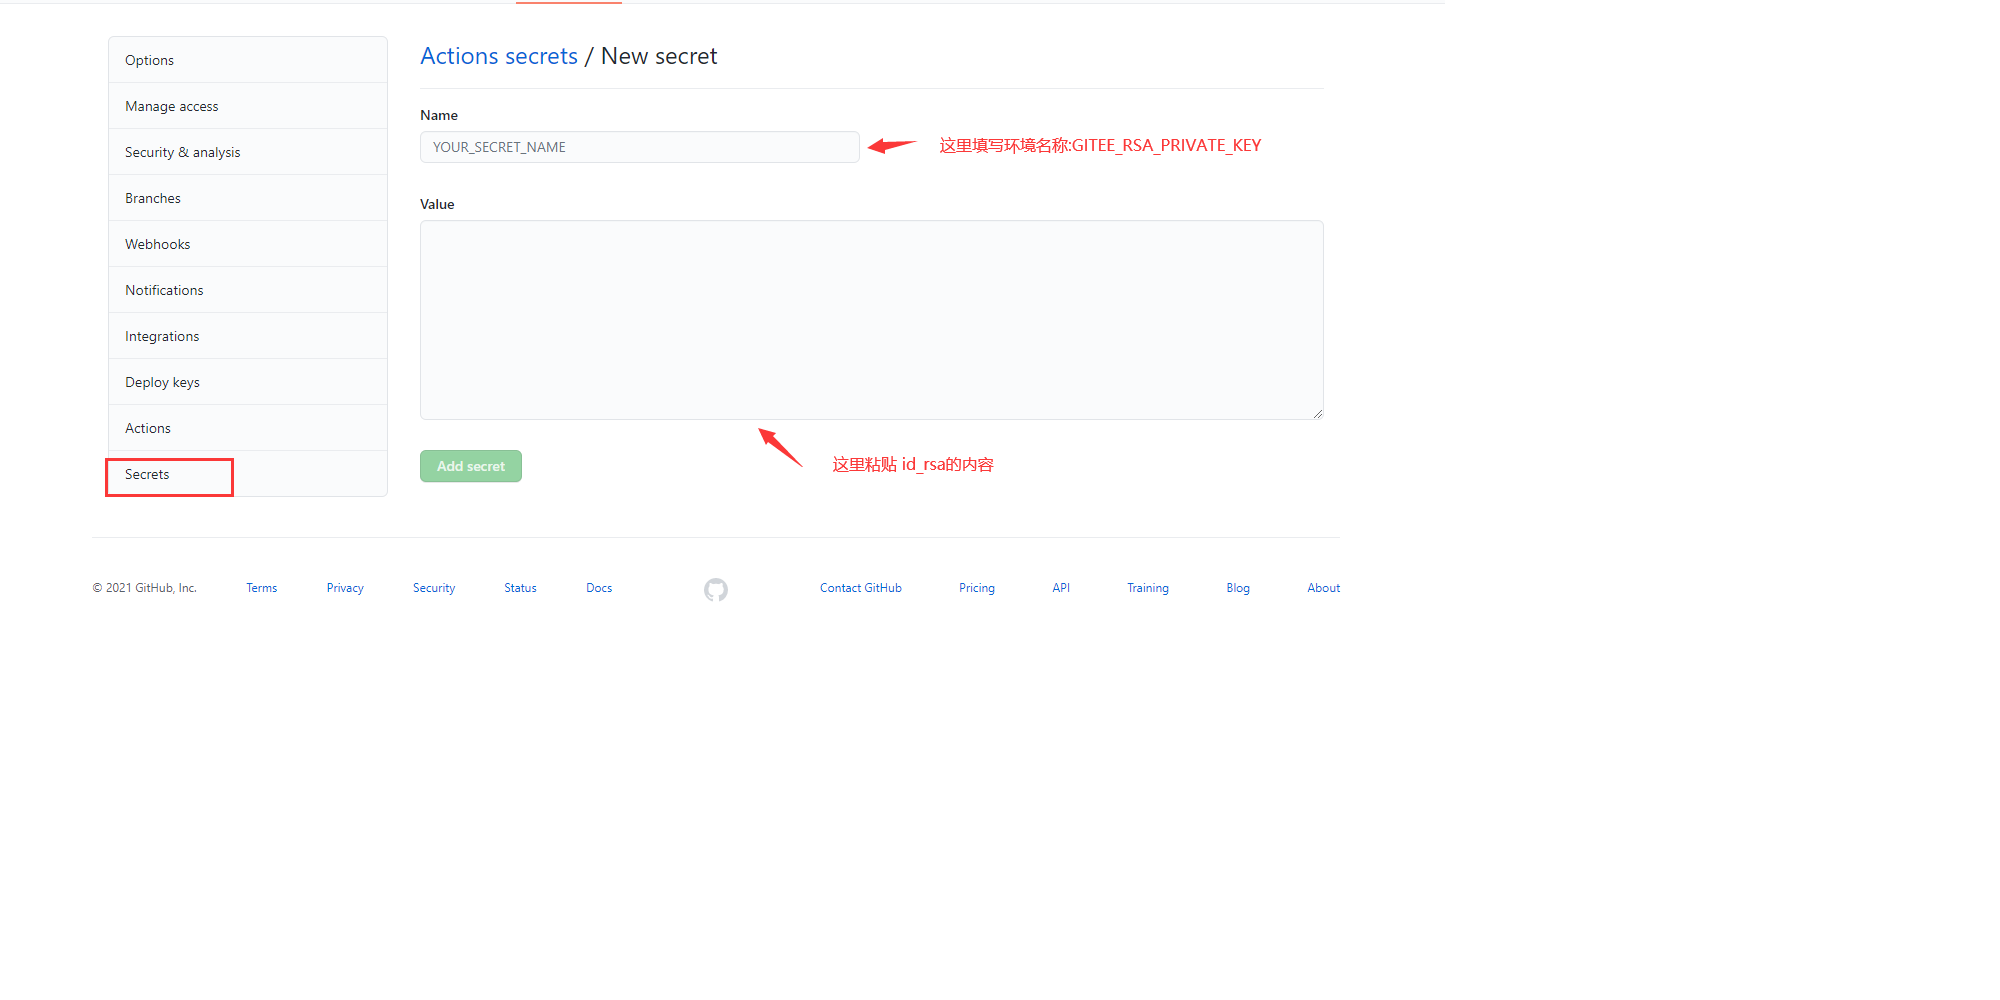 Options
Manage access
Security & analysis
Branches
Webhooks
Notifications
Integrations
Deploy keys
Actions
Secrets
Actions secrets / New secret
Name
YOUR_SECRET_NAME
这里填写环境名称:GITEE_RSA_PRIVATE_KEY
Value
这里粘贴 id_rsa的内容
Add secret
© 2021 GitHub, Inc. Terms Privacy Security Status Docs Contact GitHub Pricing API Training Blog About